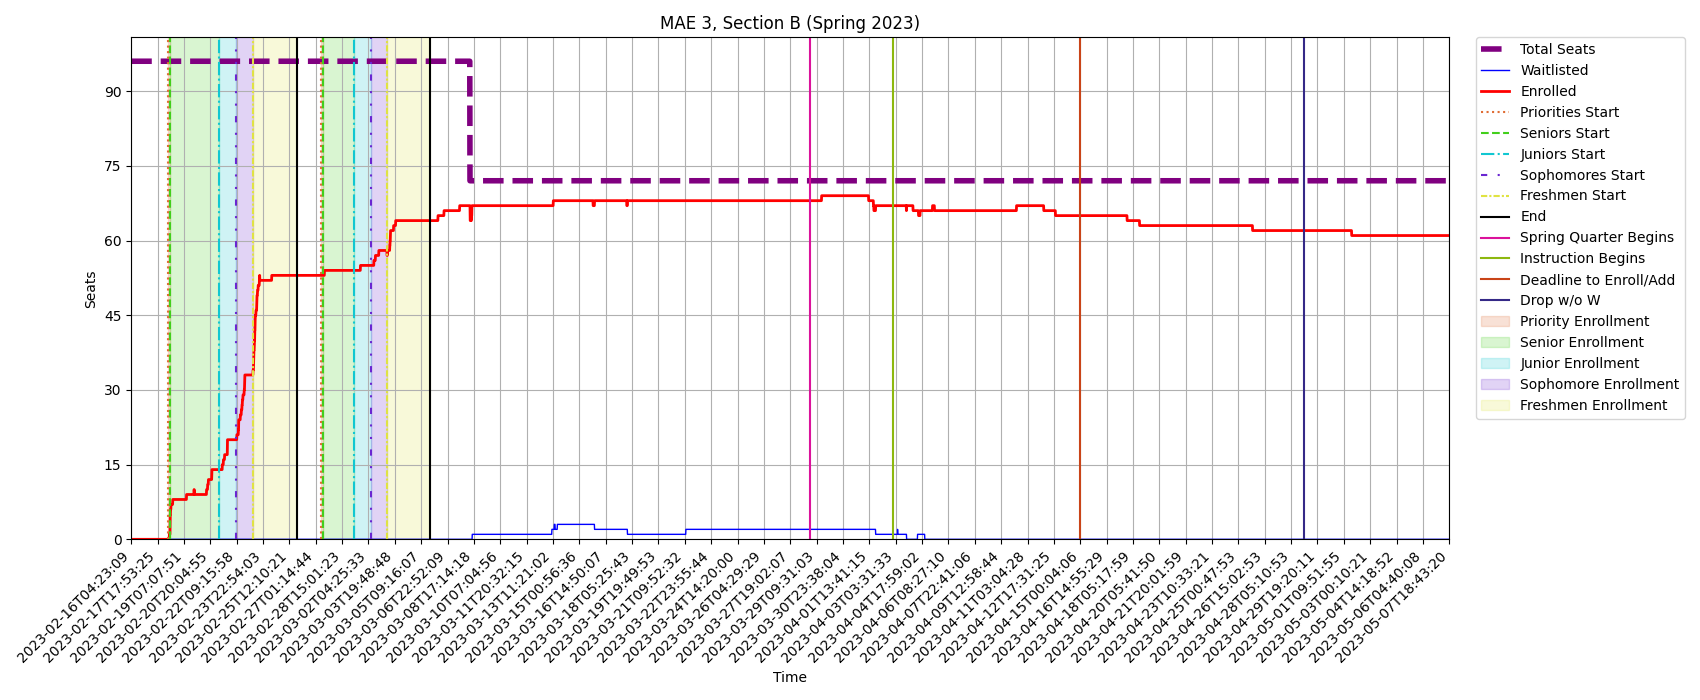 MAE 3, Section B (Spring 2023)
Seats
90
75
60
45
30
15
0
2023-02-16T04:23:09
2023-02-17T17:53:25
2023-02-19T07:07:51
2023-02-20T20:04:55
2023-02-22T09:15:58
2023-02-23T22:54:03
2023-02-25T12:10:21
2023-02-27T01:14:44
2023-02-28T15:01:23
2023-03-02T04:25:33
2023-03-03T19:48:48
2023-03-05T09:16:07
2023-03-06T22:52:09
2023-03-08T17:14:18
2023-03-10T07:04:56
2023-03-11T20:32:15
2023-03-13T11:21:02
2023-03-15T00:56:36
2023-03-16T14:50:07
2023-03-18T05:25:43
2023-03-19T19:49:53
2023-03-21T09:52:32
2023-03-22T23:55:44
2023-03-24T14:20:00
2023-03-26T04:29:29
2023-03-27T19:02:07
2023-03-29T09:31:03
2023-03-30T23:38:04
2023-04-01T13:41:15
2023-04-03T03:31:33
2023-04-04T17:59:02
2023-04-06T08:27:10
2023-04-07T22:41:06
2023-04-09T12:58:44
2023-04-11T03:04:28
2023-04-12T17:31:25
2023-04-15T00:04:06
2023-04-16T14:55:29
2023-04-18T05:17:59
2023-04-20T05:41:50
2023-04-21T20:01:59
2023-04-23T10:33:21
2023-04-25T00:47:53
2023-04-26T15:02:53
2023-04-28T05:10:53
2023-04-29T19:20:11
2023-05-01T09:51:55
2023-05-03T00:10:21
2023-05-04T14:18:52
2023-05-06T04:40:08
2023-05-07T18:43:20
Time
Total Seats
Waitlisted
Enrolled
Priorities Start
Seniors Start
Juniors Start
Sophomores Start
Freshmen Start
End
Spring Quarter Begins
Instruction Begins
Deadline to Enroll/Add
Drop w/o W
Priority Enrollment
Senior Enrollment
Junior Enrollment
Sophomore Enrollment
Freshmen Enrollment